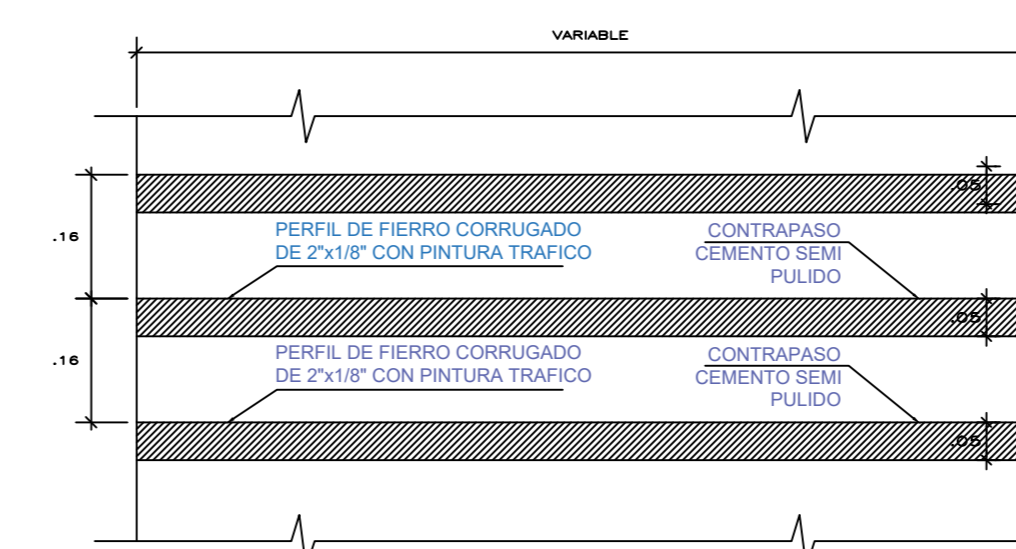 VARIABLE
.05
.16
PERFIL DE FIERRO CORRUGADO
DE 2"x1/8" CON PINTURA TRAFICO
CONTRAPASO
CEMENTO SEMI
PULIDO
.05
.16
PERFIL DE FIERRO CORRUGADO
DE 2"x1/8" CON PINTURA TRAFICO
CONTRAPASO
CEMENTO SEMI
PULIDO
.05